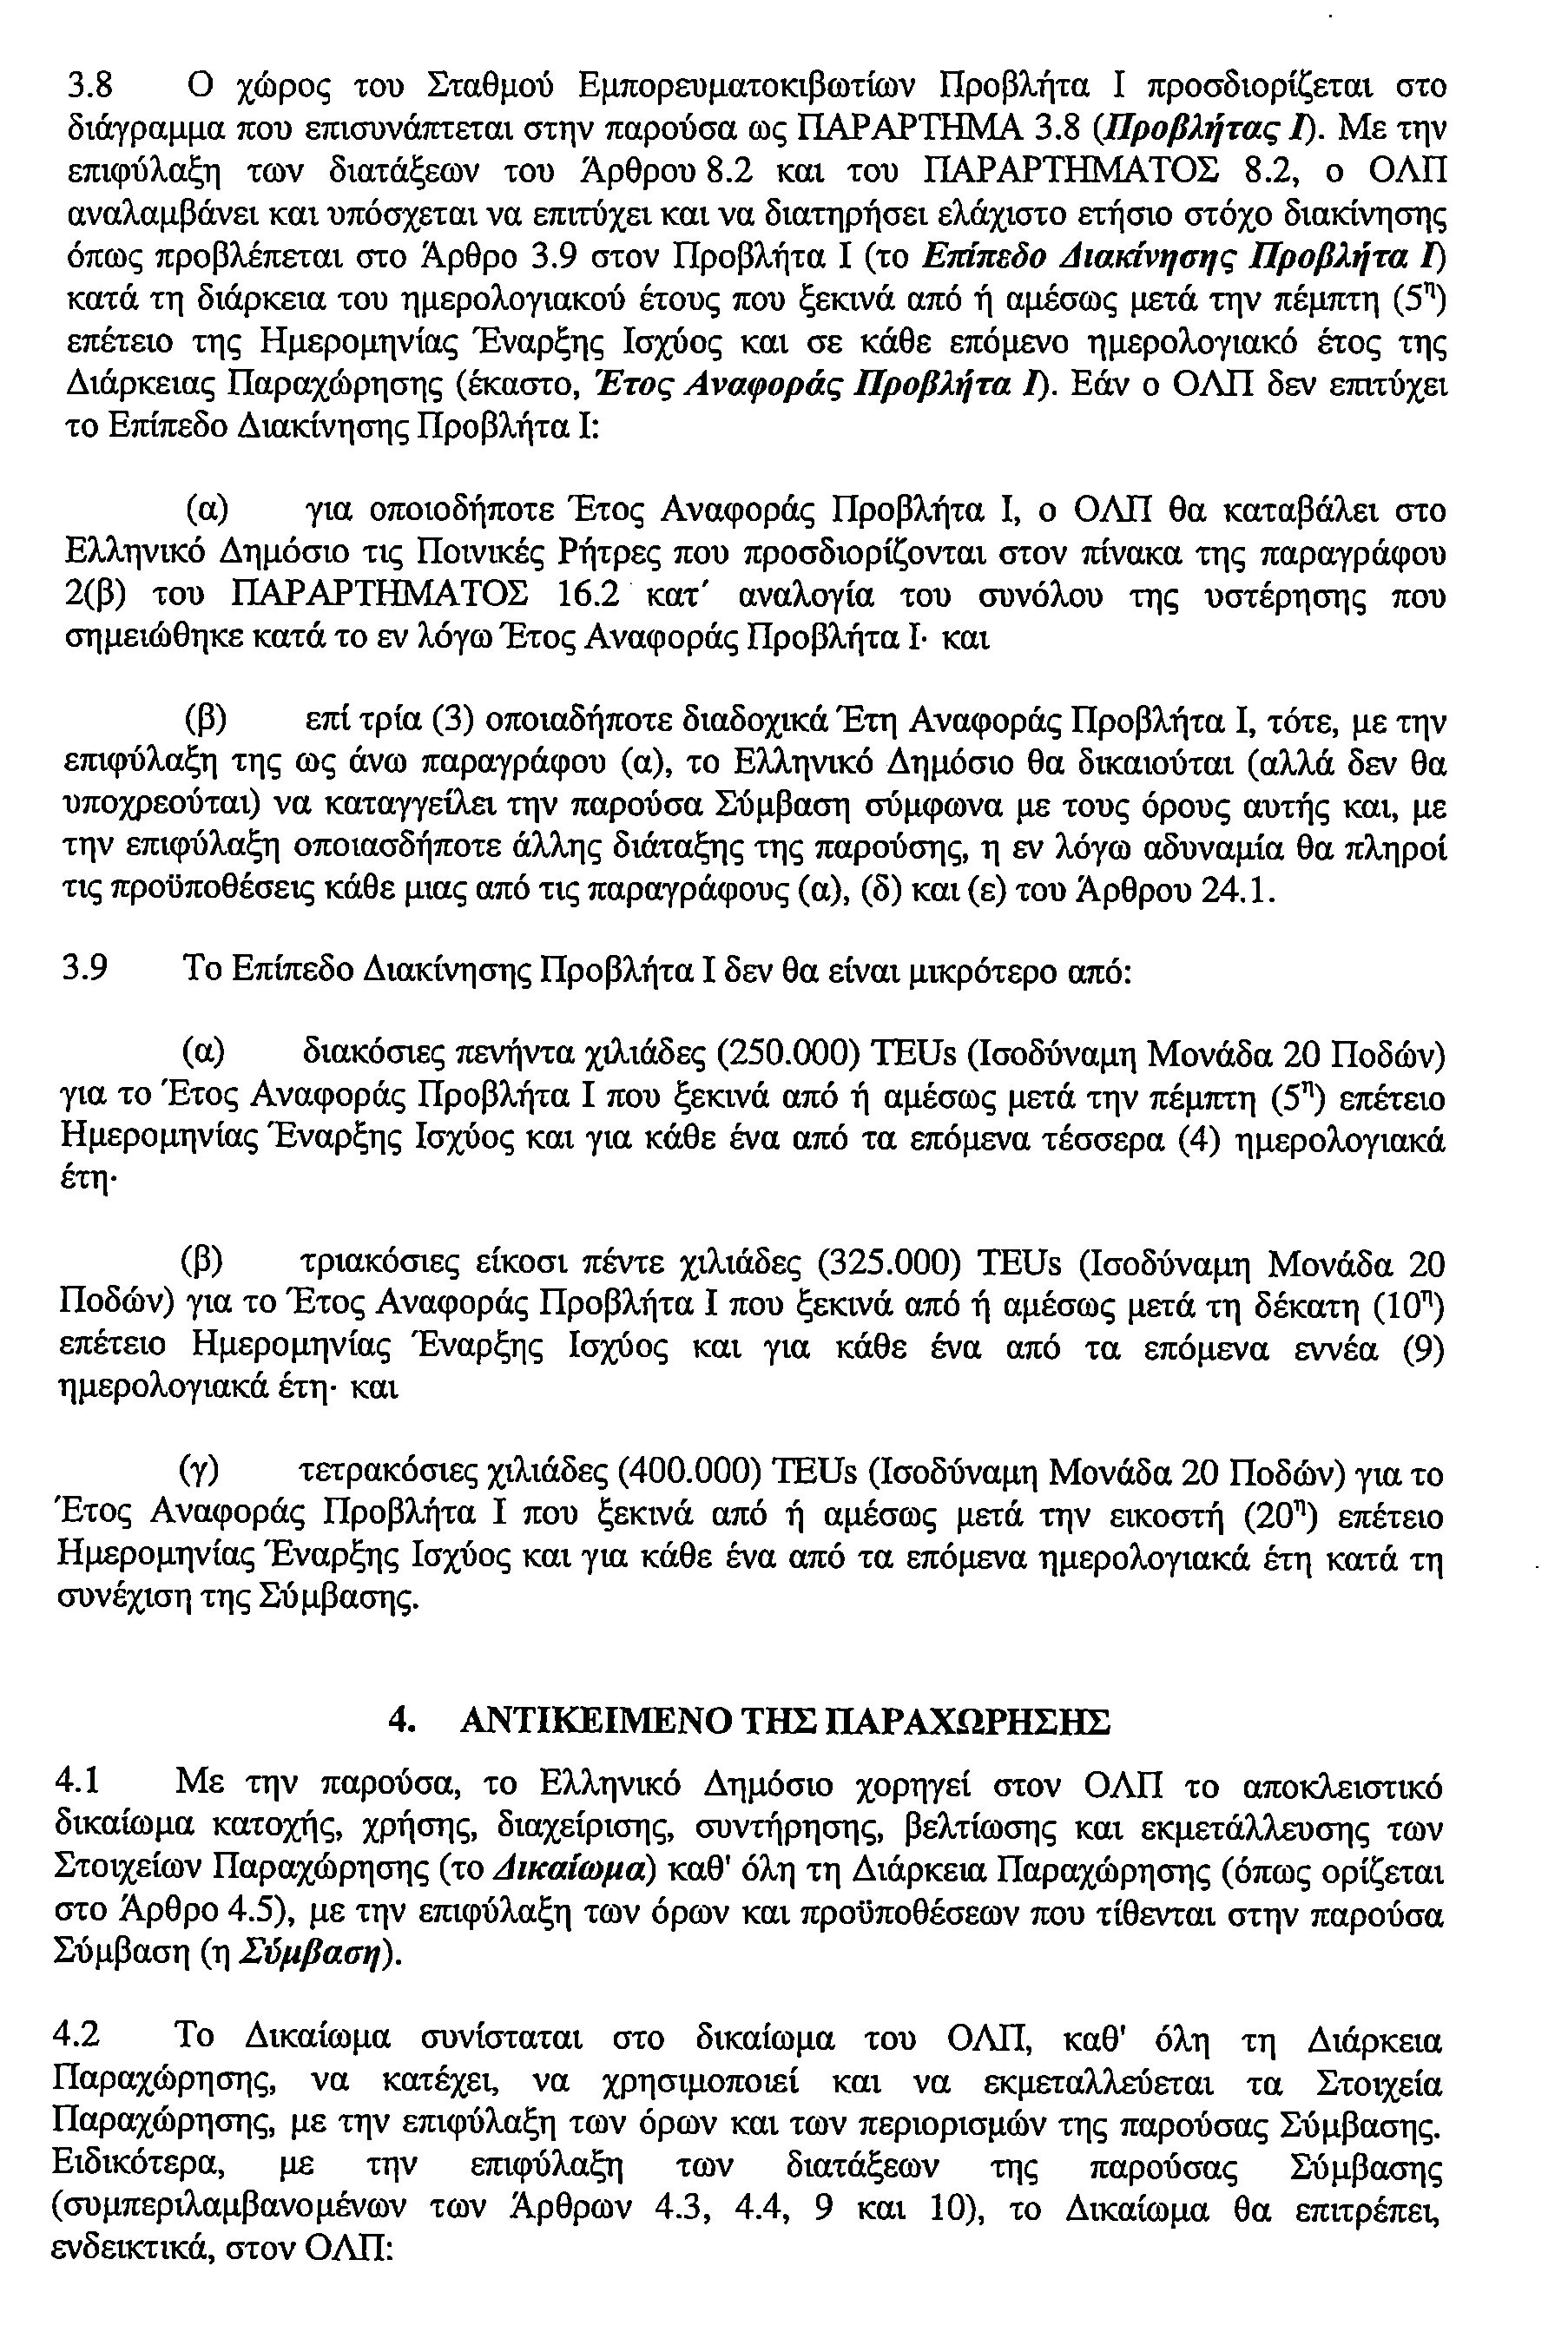 3.8 Ο χώρος του Σταθμού Εμπορευματοκιβωτίων Προβλήτα Ι προσδιορίζεται στο
διάγραμμα που επισυνάπτεται στην παρούσα ως ΠΑΡΑΡΤΗΜΑ 3.8 (Προβλήτας Ι). Με την
επιφύλαξη των διατάξεων του Άρθρου 8.2 και του ΠΑΡΑΡΤΗΜΑΤΟΣ 8.2, ο ΟΛΠ
αναλαμβάνει και υπόσχεται να επιτύχει και να διατηρήσει ελάχιστο ετήσιο στόχο διακίνησης
όπως προβλέπεται στο Άρθρο 3.9 στον Προβλήτα Ι (το Επίπεδο Διακίνησης Προβλήτα Ι)
κατά τη διάρκεια του ημερολογιακού έτους που ξεκινά από ή αμέσως μετά την πέμπτη (5η)
επέτειο της Ημερομηνίας Έναρξης Ισχύος και σε κάθε επόμενο ημερολογιακό έτος της
Διάρκειας Παραχώρησης (έκαστο, Έτος Αναφοράς Προβλήτα Ι). Εάν ο ΟΛΠ δεν επιτύχει
το Επίπεδο Διακίνησης Προβλήτα Ι:
(α) για οποιοδήποτε Έτος Αναφοράς Προβλήτα Ι, ο ΟΛΠ θα καταβάλει στο
Ελληνικό Δημόσιο τις Ποινικές Ρήτρες που προσδιορίζονται στον πίνακα της παραγράφου
2(β) του ΠΑΡΑΡΤΗΜΑΤΟΣ 16.2 κατ' αναλογία του συνόλου της υστέρησης που
σημειώθηκε κατά το εν λόγω Έτος Αναφοράς Προβλήτα Ι· και
(β) επί τρία (3) οποιαδήποτε διαδοχικά Έτη Αναφοράς Προβλήτα Ι, τότε, με την
επιφύλαξη της ως άνω παραγράφου (α), το Ελληνικό Δημόσιο θα δικαιούται (αλλά δεν θα
υποχρεούται) να καταγγείλει την παρούσα Σύμβαση σύμφωνα με τους όρους αυτής και, με
την επιφύλαξη οποιασδήποτε άλλης διάταξης της παρούσης, η εν λόγω αδυναμία θα πληροί
τις προϋποθέσεις κάθε μιας από τις παραγράφους (α), (δ) και (ε) του Άρθρου 24.1.
3.9 Το Επίπεδο Διακίνησης Προβλήτα Ι δεν θα είναι μικρότερο από:
(α) διακόσιες πενήντα χιλιάδες (250.000) TEUs (Ισοδύναμη Μονάδα 20 Ποδών)
για το Έτος Αναφοράς Προβλήτα Ι που ξεκινά από ή αμέσως μετά την πέμπτη (5η) επέτειο
Ημερομηνίας Έναρξης Ισχύος και για κάθε ένα από τα επόμενα τέσσερα (4) ημερολογιακά
έτη·
(β) τριακόσιες είκοσι πέντε χιλιάδες (325.000) TEUs (Ισοδύναμη Μονάδα 20
Ποδών) για το Έτος Αναφοράς Προβλήτα Ι που ξεκινά από ή αμέσως μετά τη δέκατη (10η)
επέτειο Ημερομηνίας Έναρξης Ισχύος και για κάθε ένα από τα επόμενα εννέα (9)
ημερολογιακά έτη· και
(γ) τετρακόσιες χιλιάδες (400.000) TEUs (Ισοδύναμη Μονάδα 20 Ποδών) για το
Έτος Αναφοράς Προβλήτα Ι που ξεκινά από ή αμέσως μετά την εικοστή (20η) επέτειο
Ημερομηνίας Έναρξης Ισχύος και για κάθε ένα από τα επόμενα ημερολογιακά έτη κατά τη
συνέχιση της Σύμβασης.
4. ΑΝΤΙΚΕΙΜΕΝΟ ΤΗΣ ΠΑΡΑΧΩΡΗΣΗΣ
4.1 Με την παρούσα, το Ελληνικό Δημόσιο χορηγεί στον ΟΛΠ το αποκλειστικό
δικαίωμα κατοχής, χρήσης, διαχείρισης, συντήρησης, βελτίωσης και εκμετάλλευσης των
Στοιχείων Παραχώρησης (το Δικαίωμα) καθ' όλη τη Διάρκεια Παραχώρησης (όπως ορίζεται
στο Άρθρο 4.5), με την επιφύλαξη των όρων και προϋποθέσεων που τίθενται στην παρούσα
Σύμβαση (η Σύμβαση).
4.2 Το Δικαίωμα συνίσταται στο δικαίωμα του ΟΛΠ, καθ' όλη τη Διάρκεια
Παραχώρησης, να κατέχει, να χρησιμοποιεί και να εκμεταλλεύεται τα Στοιχεία
Παραχώρησης, με την επιφύλαξη των όρων και των περιορισμών της παρούσας Σύμβασης.
Ειδικότερα, με την επιφύλαξη των διατάξεων της παρούσας Σύμβασης
(συμπεριλαμβανομένων των Άρθρων 4.3, 4.4, 9 και 10), το Δικαίωμα θα επιτρέπει,
ενδεικτικά, στον ΟΛΠ: